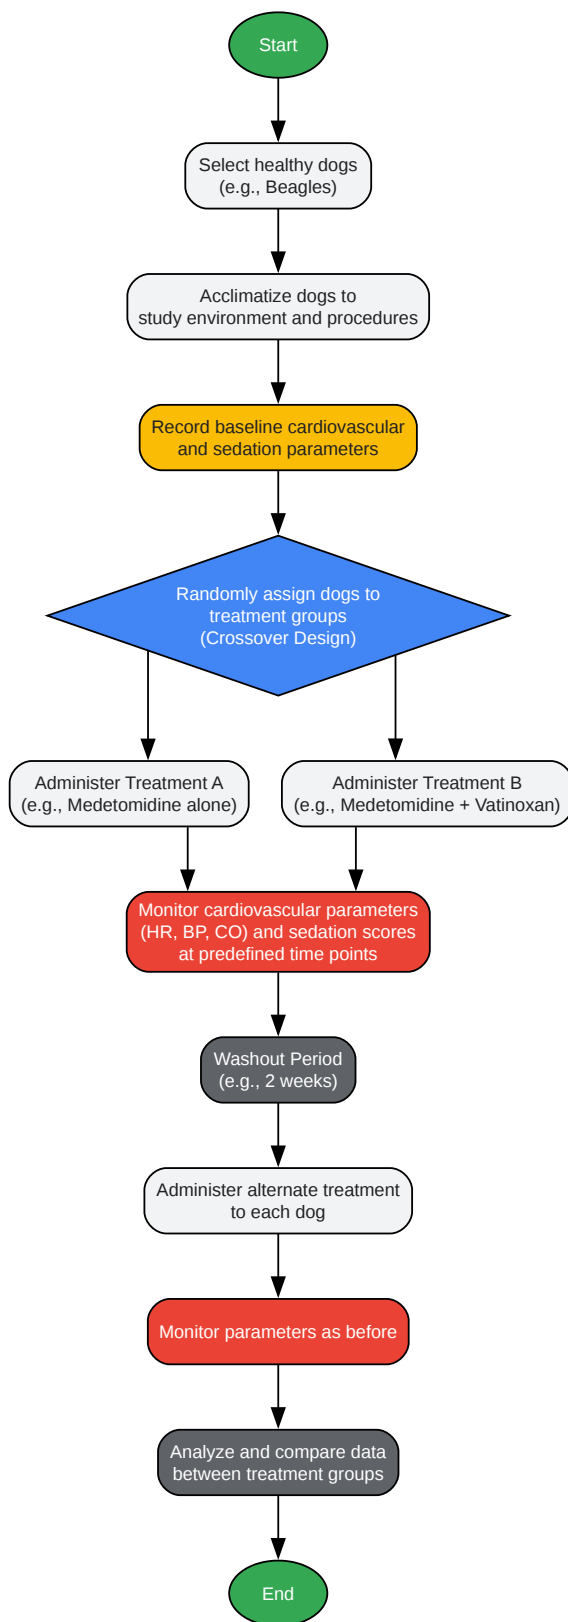 Start
Select healthy dogs
(e.g., Beagles)
Acclimatize dogs to
study environment and procedures
Record baseline cardiovascular
and sedation parameters
Randomly assign dogs to
treatment groups
(Crossover Design)
Administer Treatment A
(e.g., Medetomidine alone)
Administer Treatment B
(e.g., Medetomidine + Vatinoxan)
Monitor cardiovascular parameters
(HR, BP, CO) and sedation scores
at predefined time points
Washout Period
(e.g., 2 weeks)
Administer alternate treatment
to each dog
Monitor parameters as before
Analyze and compare data
between treatment groups
End